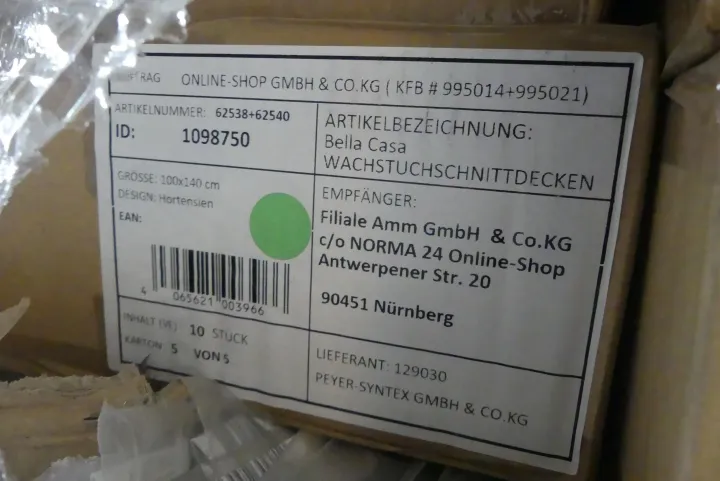 ONLINE-SHOP GMBH & CO.KG ( KFB # 995014+995021)
ARTIKELNUMMER: 62538+62540
ID: 1098750
ARTIKELBEZEICHNUNG:
Bella Casa
WACHSTUCHSCHNITTDECKEN
GRÖSSE: 100x140 cm
DESIGN: Hortensien
EAN:
4 065621 003966
EMPFÄNGER:
Filiale Amm GmbH & Co.KG
c/o NORMA 24 Online-Shop
Antwerpener Str. 20
90451 Nürnberg
INHALT (VE) 10 STÜCK
KARTON 5 VON 5
LIEFERANT: 129030
PEYER-SYNTEX GMBH & CO.KG